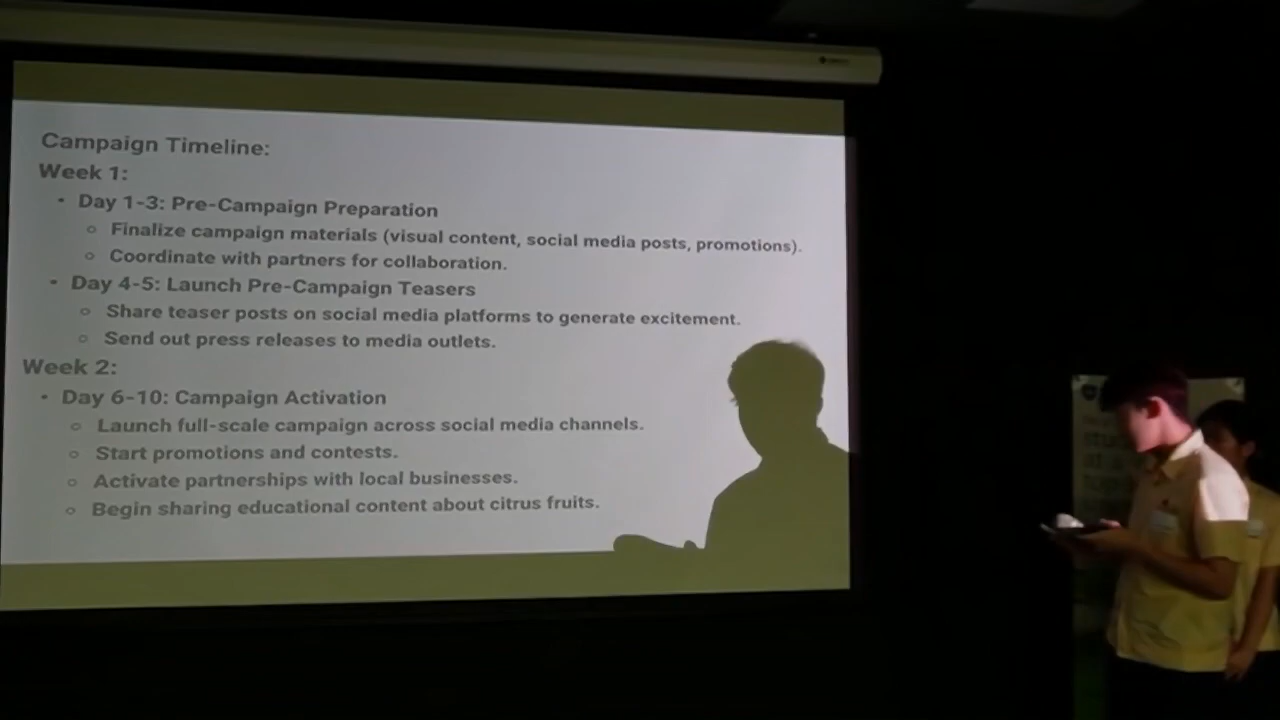 Campaign Timeline:
Week 1:
• Day 1-3: Pre-Campaign Preparation
○ Finalize campaign materials (visual content, social media posts, promotions).
○ Coordinate with partners for collaboration.
• Day 4-5: Launch Pre-Campaign Teasers
○ Share teaser posts on social media platforms to generate excitement.
○ Send out press releases to media outlets.
Week 2:
• Day 6-10: Campaign Activation
○ Launch full-scale campaign across social media channels.
○ Start promotions and contests.
○ Activate partnerships with local businesses.
○ Begin sharing educational content about citrus fruits.